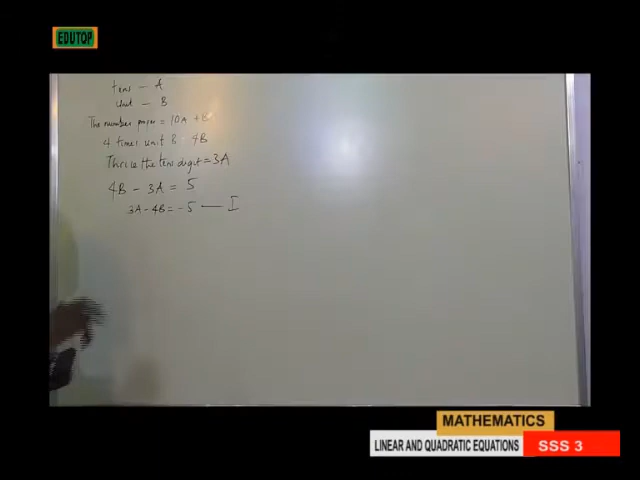 EDUTOP
tens — A
Unit — B
The number proper = 10A + B
4 times unit B = 4B
Thrice the tens digit = 3A
4B - 3A = 5
3A - 4B = -5 — I
MATHEMATICS
LINEAR AND QUADRATIC EQUATIONS SSS 3